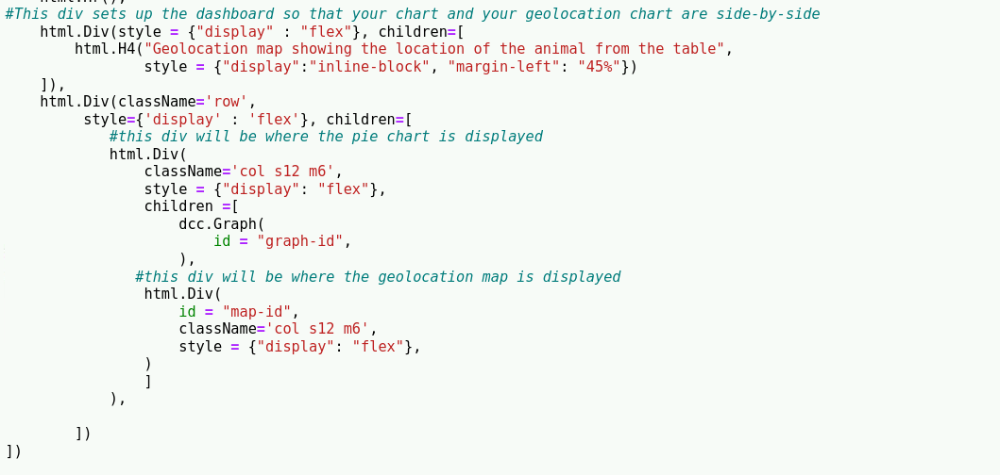 html.Hr(),
#This div sets up the dashboard so that your chart and your geolocation chart are side-by-side
    html.Div(style = {"display" : "flex"}, children=[
        html.H4("Geolocation map showing the location of the animal from the table",
                style = {"display":"inline-block", "margin-left": "45%"})
    ]),
    html.Div(className='row',
         style={'display' : 'flex'}, children=[
            #this div will be where the pie chart is displayed
            html.Div(
                className='col s12 m6',
                style = {"display": "flex"},
                children =[
                    dcc.Graph(
                        id = "graph-id",
                    ),
               #this div will be where the geolocation map is displayed
                html.Div(
                    id = "map-id",
                    className='col s12 m6',
                    style = {"display": "flex"},
                )
                ]
            ),
        ])
])